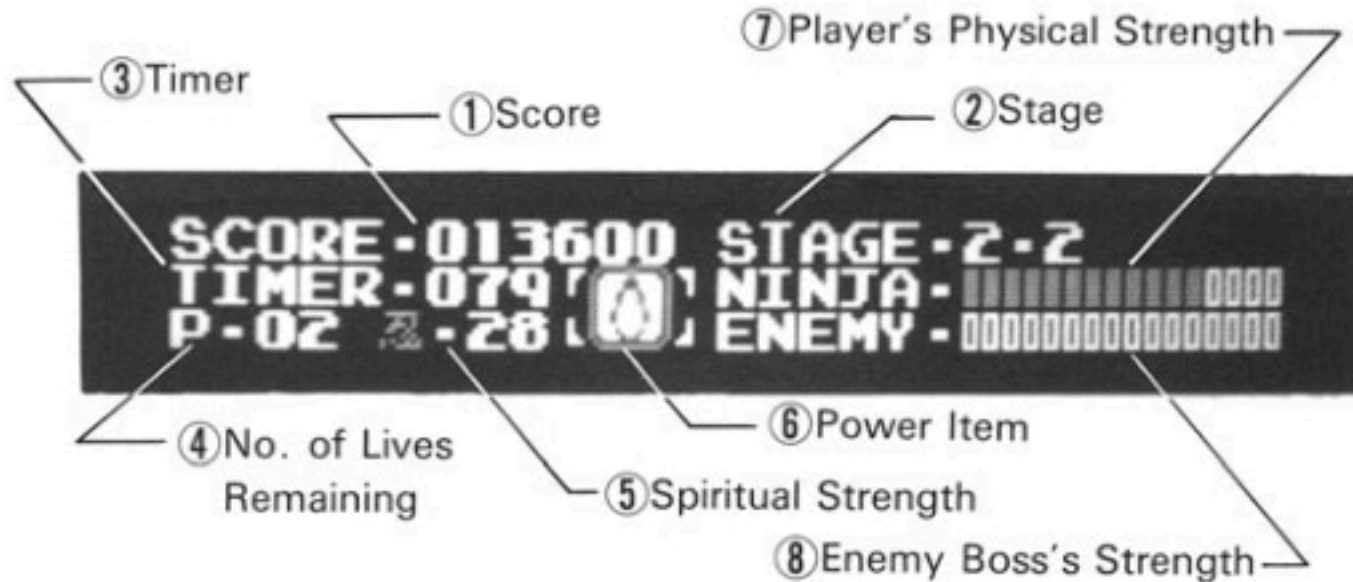 ⑦Player's Physical Strength
③Timer
①Score
②Stage
SCORE-013600 STAGE-2-2
TIMER-079 NINJA-
P-02 -28 ENEMY-
⑥Power Item
④No. of Lives
Remaining
⑤Spiritual Strength
⑧Enemy Boss's Strength